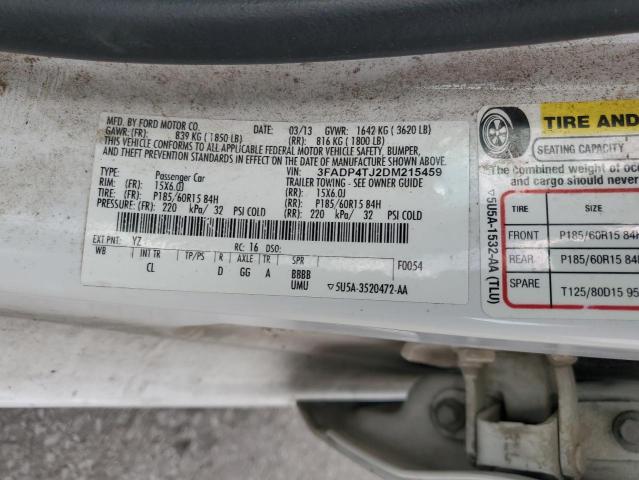 MFD. BY FORD MOTOR CO.
DATE: 03/13 GVWR: 1642 KG ( 3620 LB)
GAWR: (FR): 839 KG ( 1850 LB) (RR): 816 KG ( 1800 LB)
THIS VEHICLE CONFORMS TO ALL APPLICABLE FEDERAL MOTOR VEHICLE SAFETY, BUMPER,
AND THEFT PREVENTION STANDARDS IN EFFECT ON THE DATE OF MANUFACTURE SHOWN ABOVE.
VIN: 3FADP4TJ2DM215459
TYPE: Passenger Car TRAILER TOWING - SEE OWNER GUIDE
RIM: 15X6.0J (RR): 15X6.0J
TIRE: (FR): P185/60R15 84H (RR): P185/60R15 84H
PRESSURE: (FR): 220 kPa/ 32 PSI COLD (RR): 220 kPa/ 32 PSI COLD
EXT PNT: YZ RC: 16 DSO: F0054
WB INT TR TP/PS R AXLE TR SPR
CL D GG A BBBB
UMU ▽5U5A-3520472-AA
TIRE AND
SEATING CAPACITY
The combined weight of
and cargo should never
TIRE SIZE
FRONT P185/60R15 84H
REAR P185/60R15 84
SPARE T125/80D15 95
▽5U5A-1532-AA (TLU)